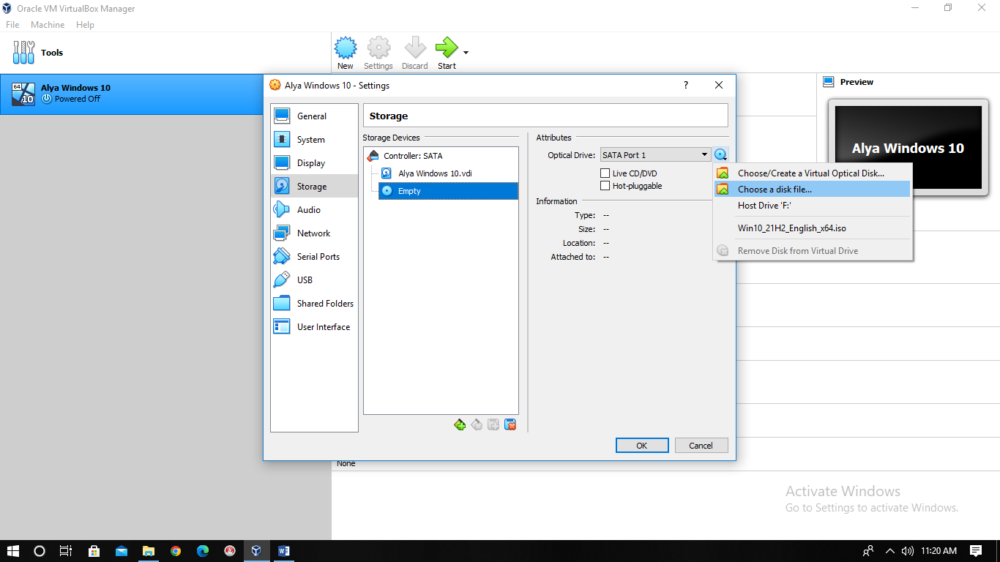 Oracle VM VirtualBox Manager
File Machine Help
Tools
New Settings Discard Start
Alya Windows 10
Powered Off
64
10
Preview
Alya Windows 10
Alya Windows 10 - Settings
?
General
System
Display
Storage
Audio
Network
Serial Ports
USB
Shared Folders
User Interface
Storage
Storage Devices
Controller: SATA
Alya Windows 10.vdi
Empty
Attributes
Optical Drive: SATA Port 1
Live CD/DVD
Hot-pluggable
Information
Type: --
Size: --
Location: --
Attached to: --
Choose/Create a Virtual Optical Disk...
Choose a disk file...
Host Drive 'F:'
Win10_21H2_English_x64.iso
Remove Disk from Virtual Drive
OK Cancel
None
Activate Windows
Go to Settings to activate Windows.
11:20 AM